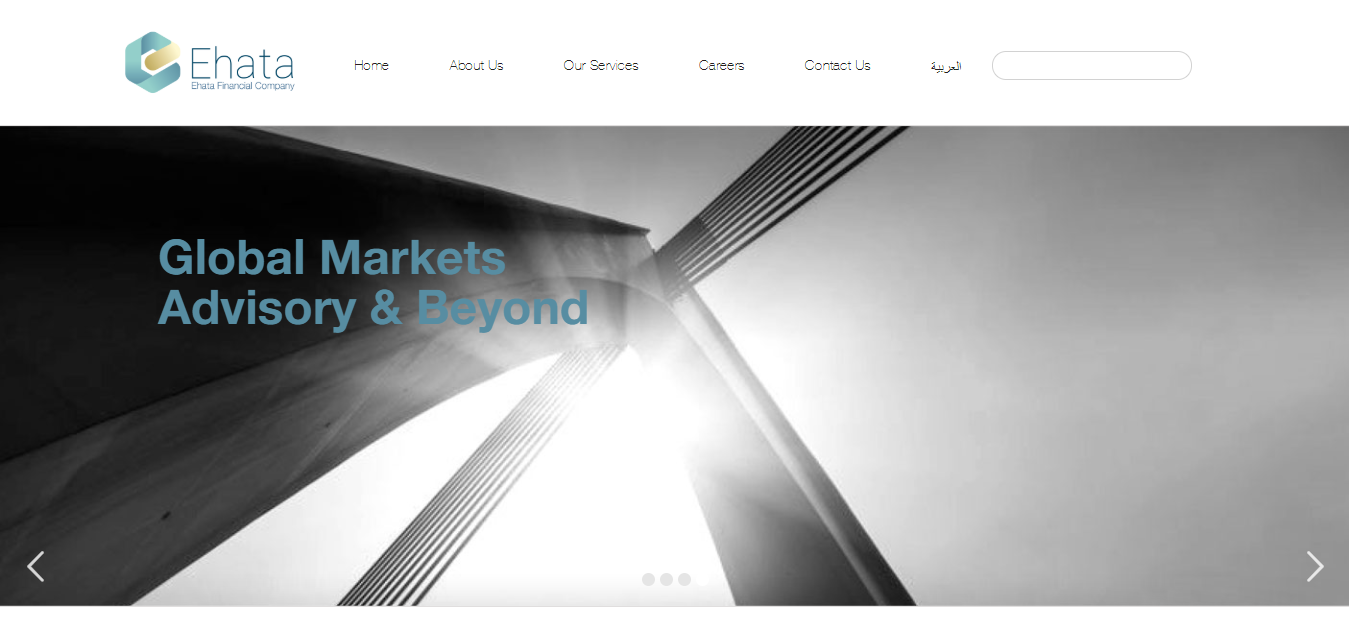 Ehata
Ehata Financial Company
Home
About Us
Our Services
Careers
Contact Us
العربية
Global Markets
Advisory & Beyond